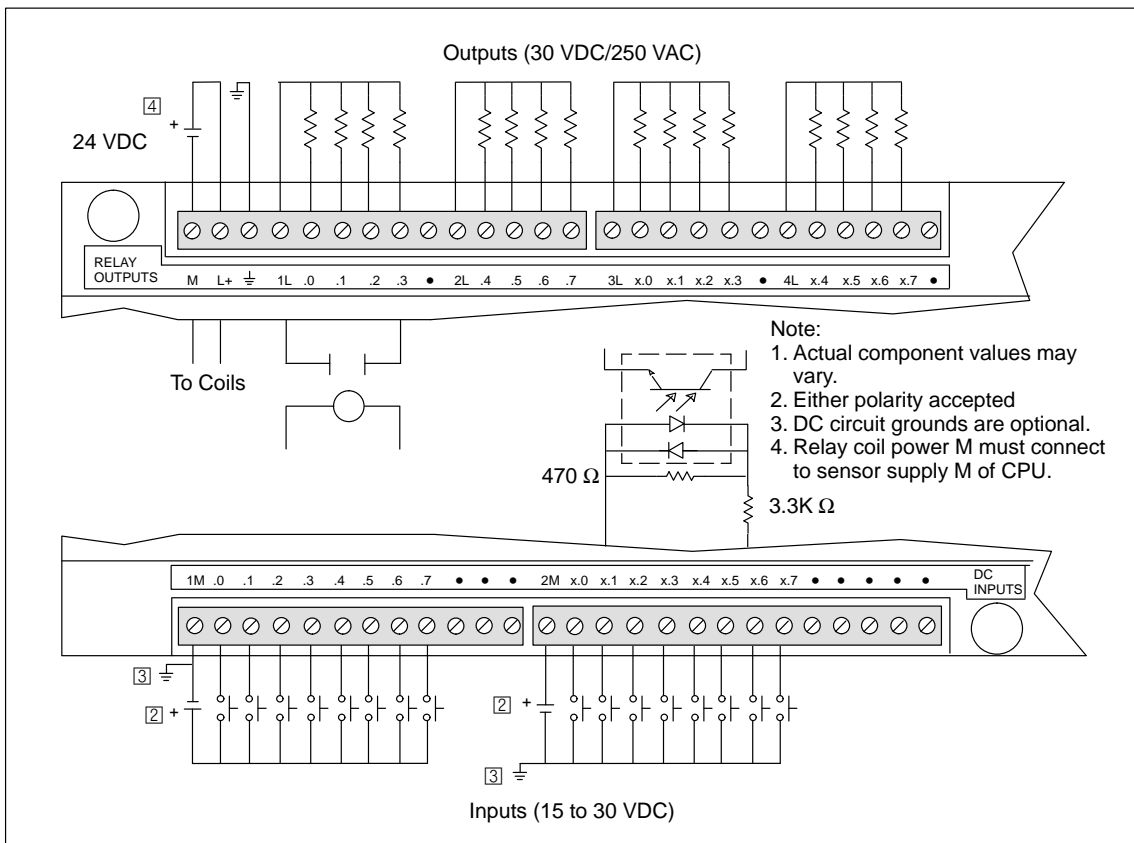 Outputs (30 VDC/250 VAC)
4
+
24 VDC
RELAY
OUTPUTS
M L+ 1L .0 .1 .2 .3 • 2L .4 .5 .6 .7 3L x.0 x.1 x.2 x.3 • 4L x.4 x.5 x.6 x.7 •
To Coils
Note:
1. Actual component values may
vary.
2. Either polarity accepted
3. DC circuit grounds are optional.
4. Relay coil power M must connect
to sensor supply M of CPU.
470 Ω
3.3K Ω
1M .0 .1 .2 .3 .4 .5 .6 .7 • • • 2M x.0 x.1 x.2 x.3 x.4 x.5 x.6 x.7 • • • • •
DC
INPUTS
3
2 +
2 +
3
Inputs (15 to 30 VDC)